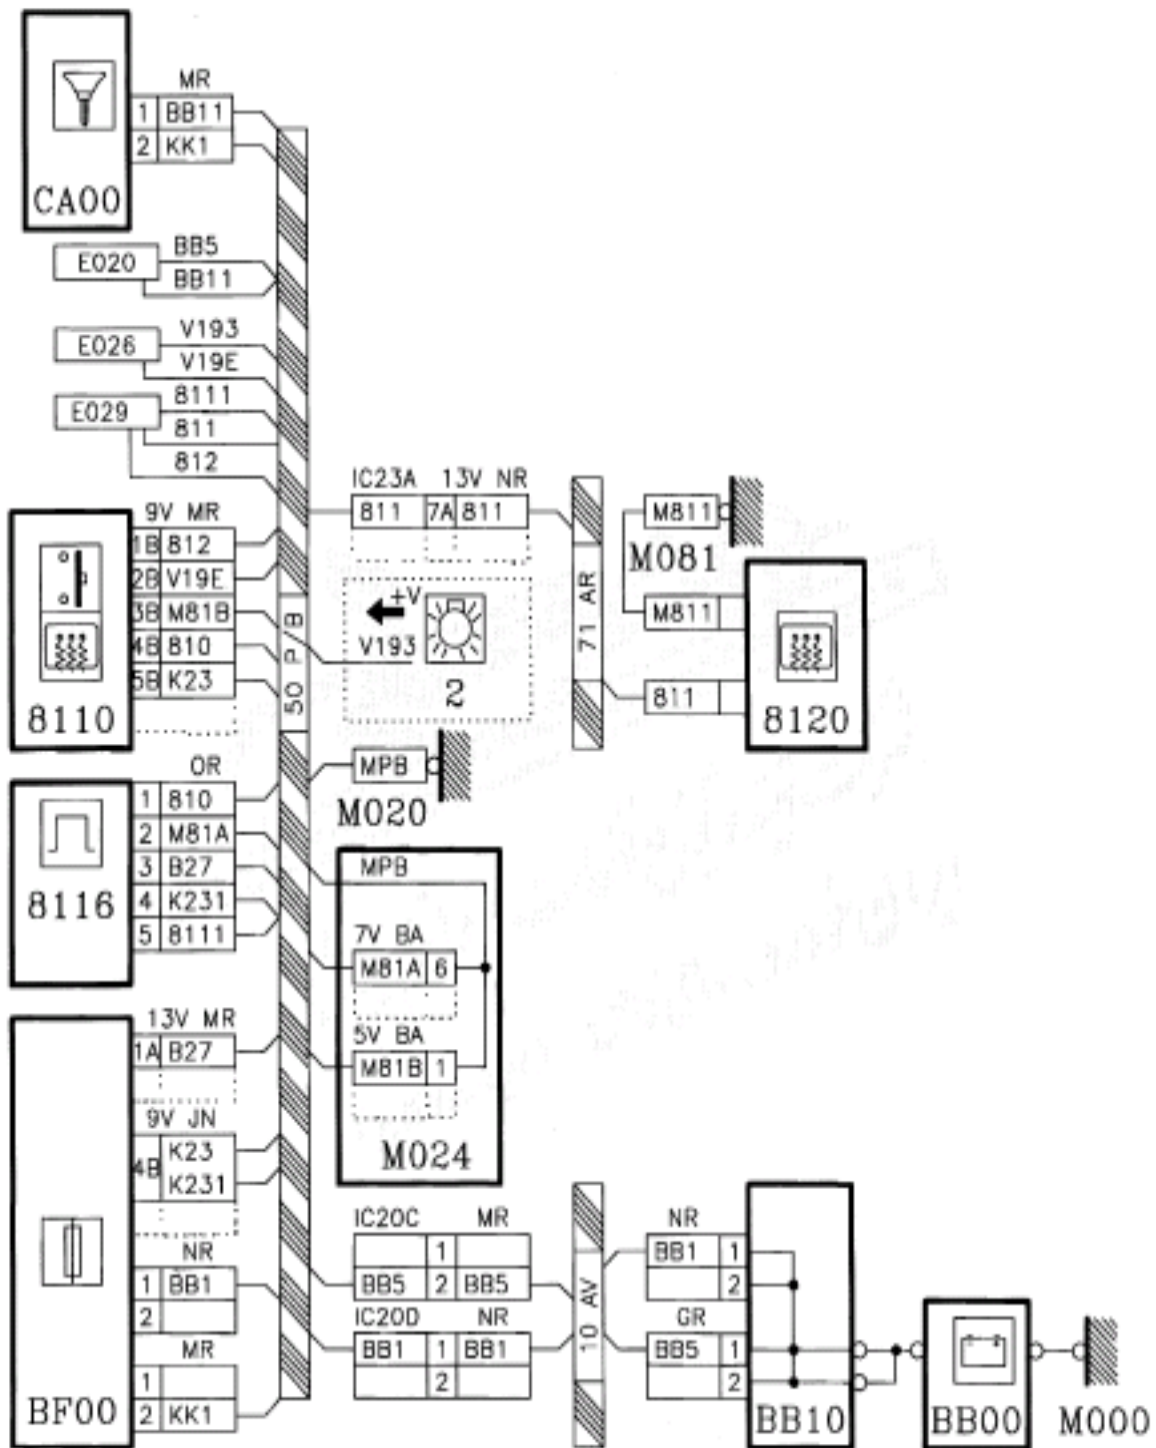 MR
1 BB11
2 KK1
CA00
E020 BB5
BB11
E026 V193
V19E
E029 8111
811
812
9V MR
1B 812
2B V19E
3B M81B
4B 810
5B K23
8110
OR
1 810
2 M81A
3 B27
4 K231
5 8111
8116
13V MR
1A B27
9V JN
4B K23
K231
NR
1 BB1
2
MR
1
2 KK1
BF00
50 P B
IC23A 13V NR
811 7A 811
+V
V193
2
MPB
M020
MPB
7V BA
M81A 6
5V BA
M81B 1
M024
IC20C MR
1
BB5 2 BB5
IC20D NR
BB1 1 BB1
2
71 AR
10 AV
M811
M081
M811
811
8120
NR
BB1 1
2
GR
BB5 1
2
BB10
BB00
M000